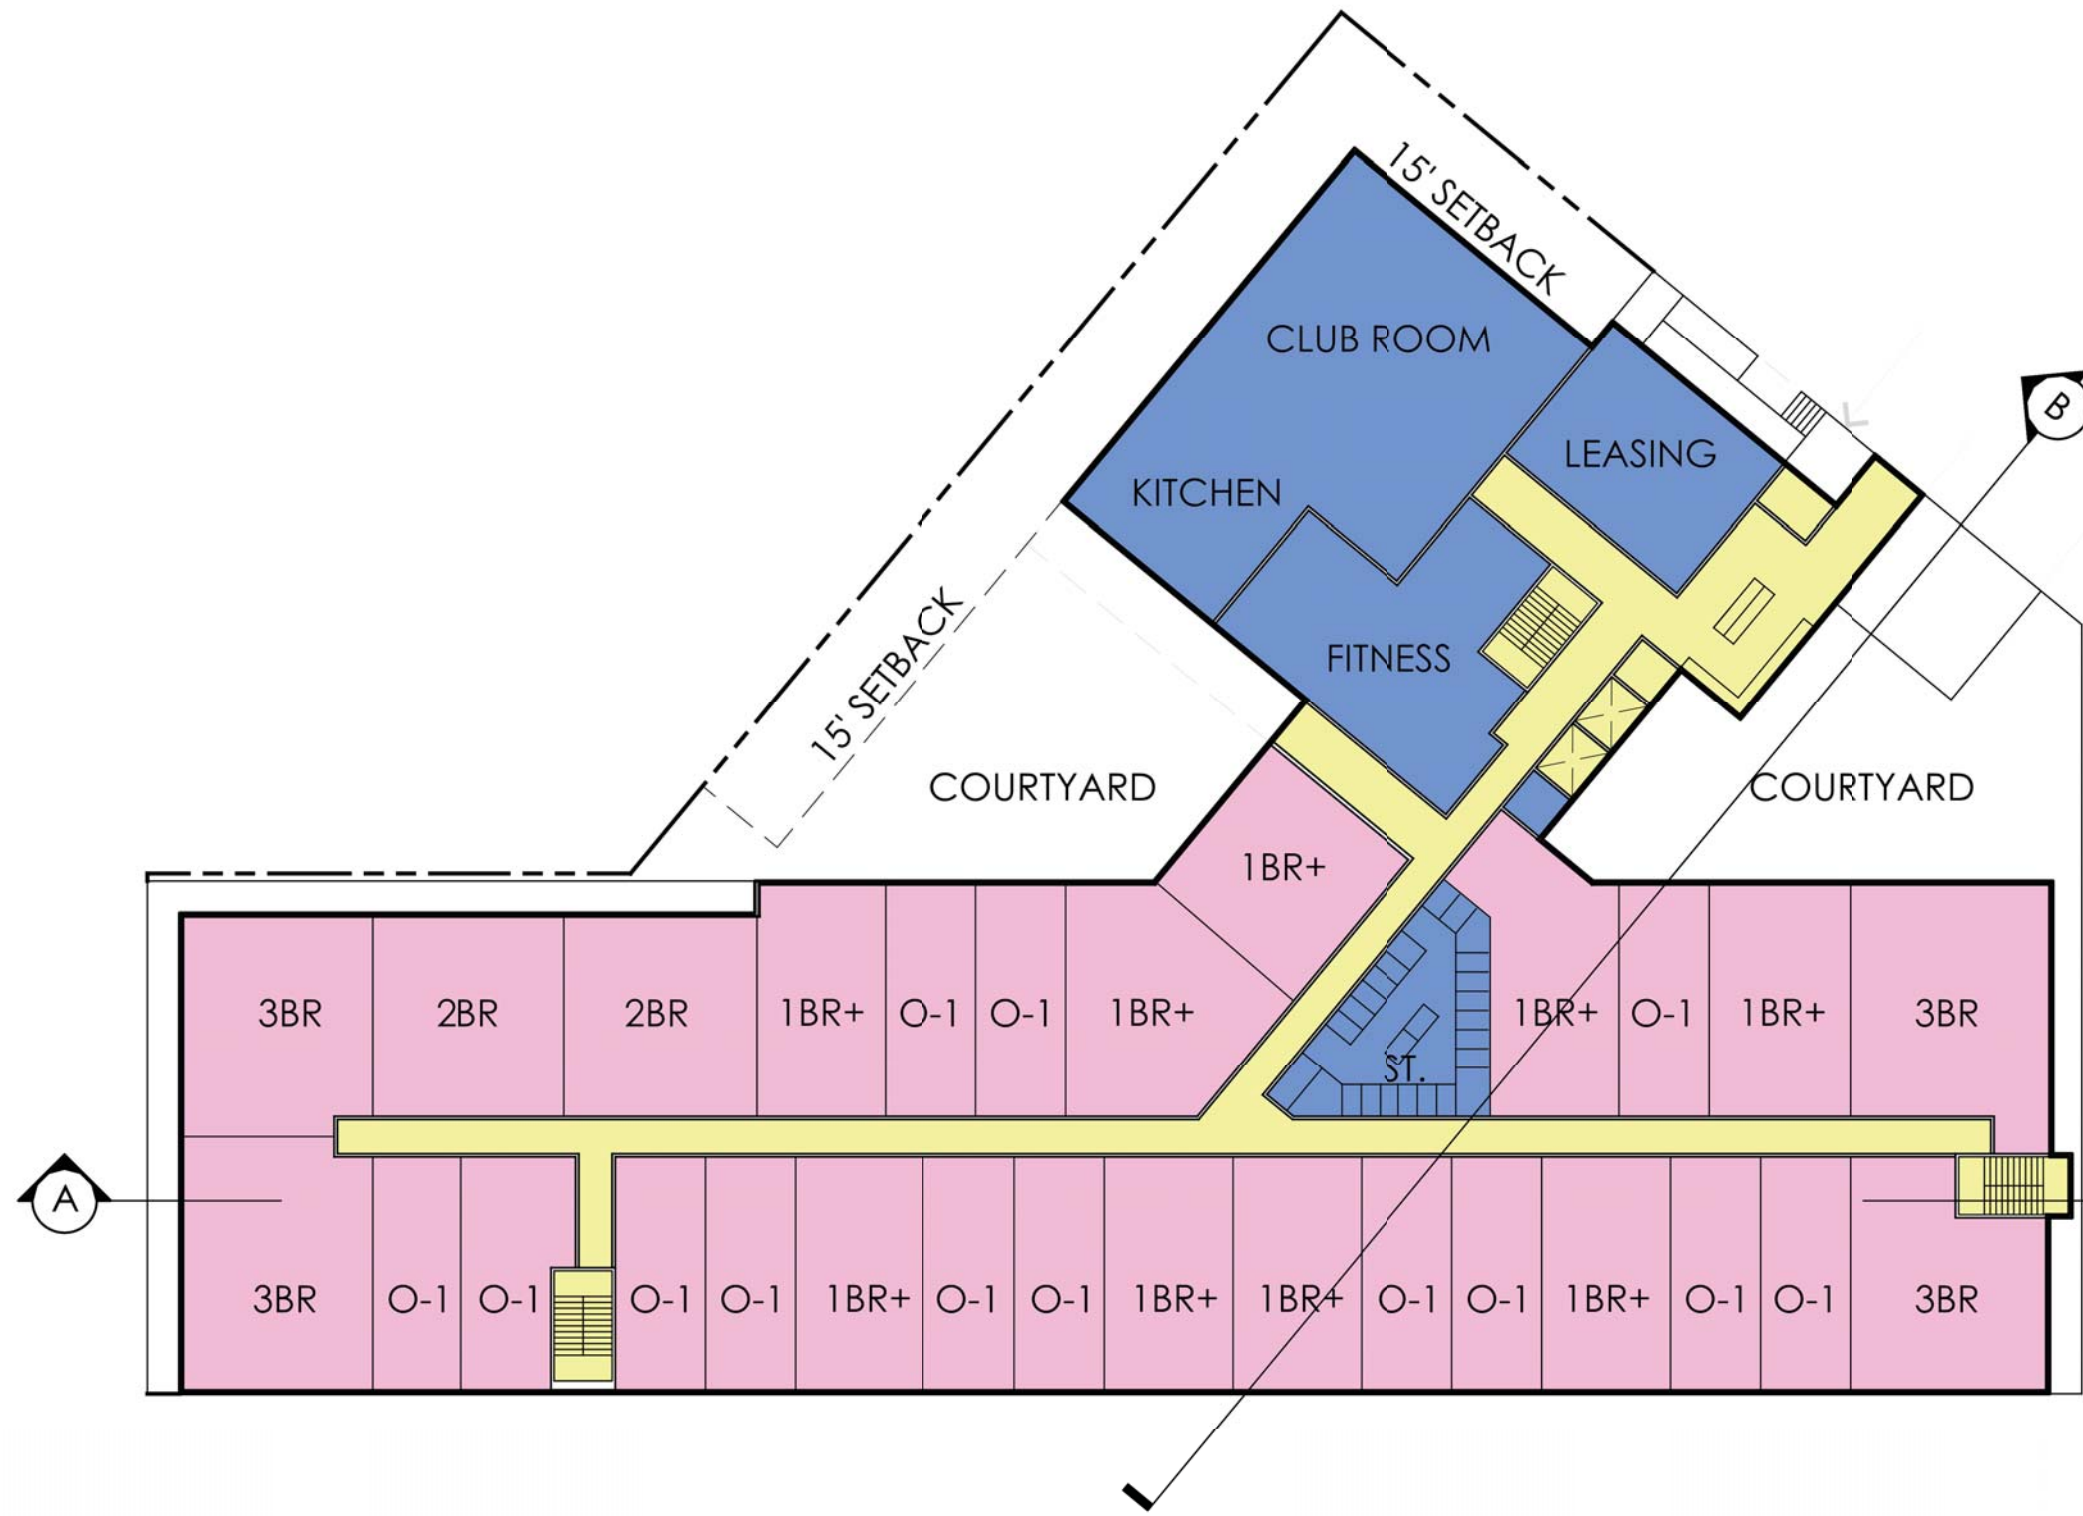 15' SETBACK
CLUB ROOM
B
LEASING
KITCHEN
15' SETBACK
FITNESS
COURTYARD
COURTYARD
1BR+
3BR
2BR
2BR
1BR+
O-1
O-1
1BR+
1BR+
O-1
1BR+
3BR
ST.
A
3BR
O-1
O-1
O-1
O-1
1BR+
O-1
O-1
1BR+
1BR+
O-1
O-1
1BR+
O-1
O-1
3BR